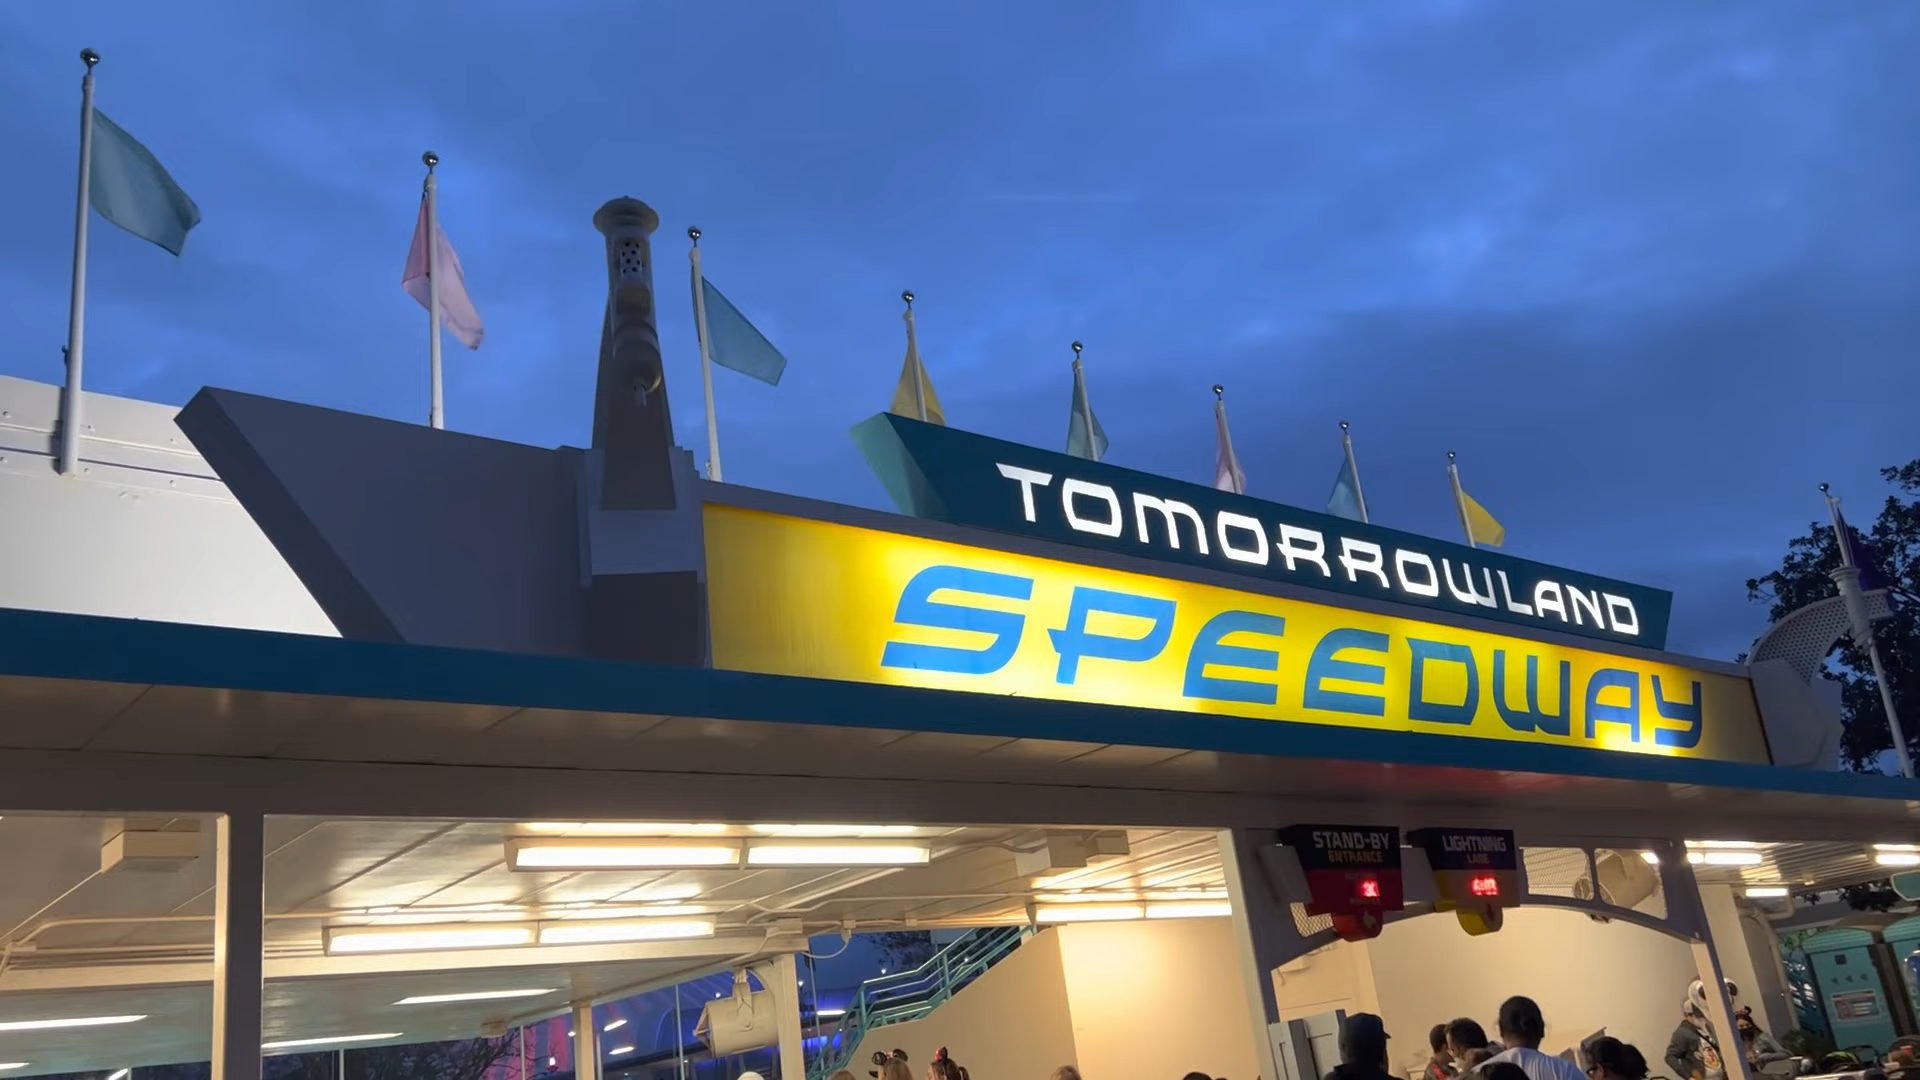 TOMORROWLAND
SPEEDWAY
STAND-BY
ENTRANCE
LIGHTNING
LANE